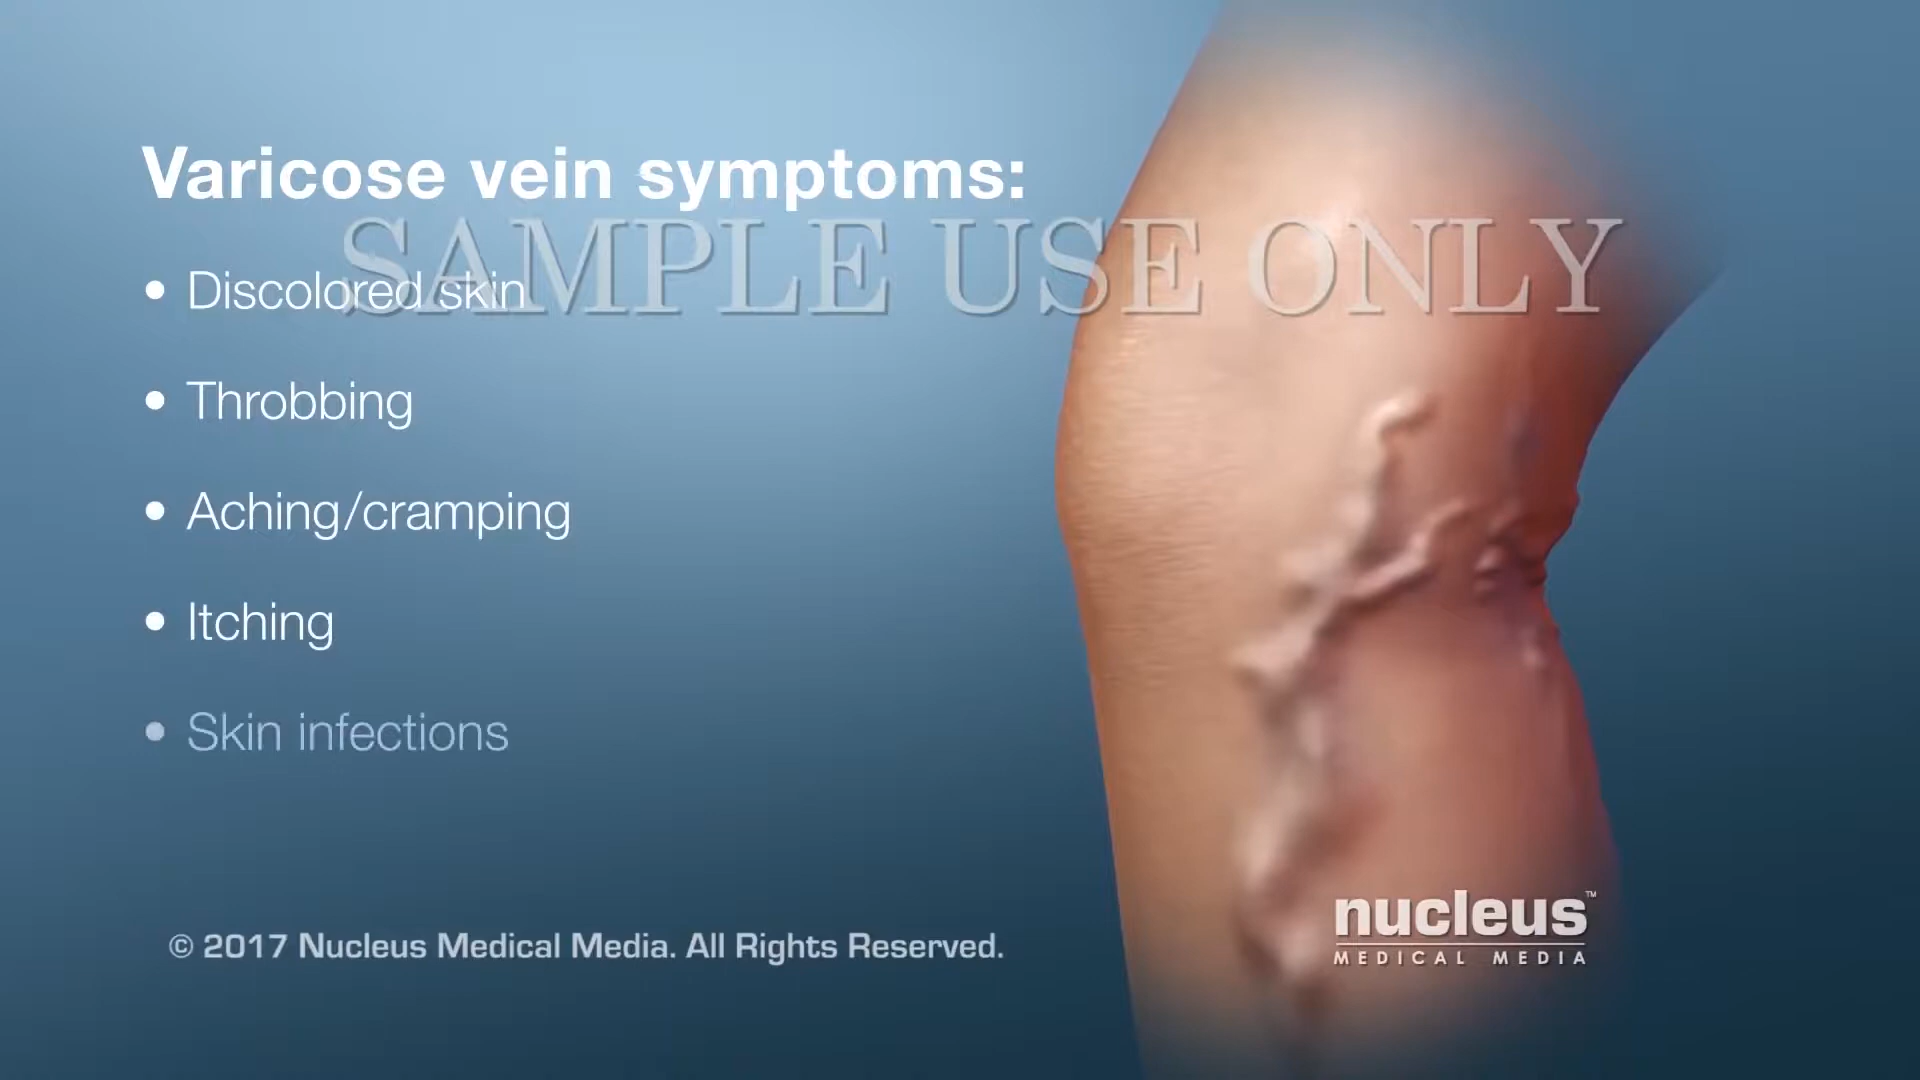 Varicose vein symptoms:
SAMPLE USE ONLY
• Discolored skin
• Throbbing
• Aching/cramping
• Itching
• Skin infections
nucleus™
MEDICAL MEDIA
© 2017 Nucleus Medical Media. All Rights Reserved.